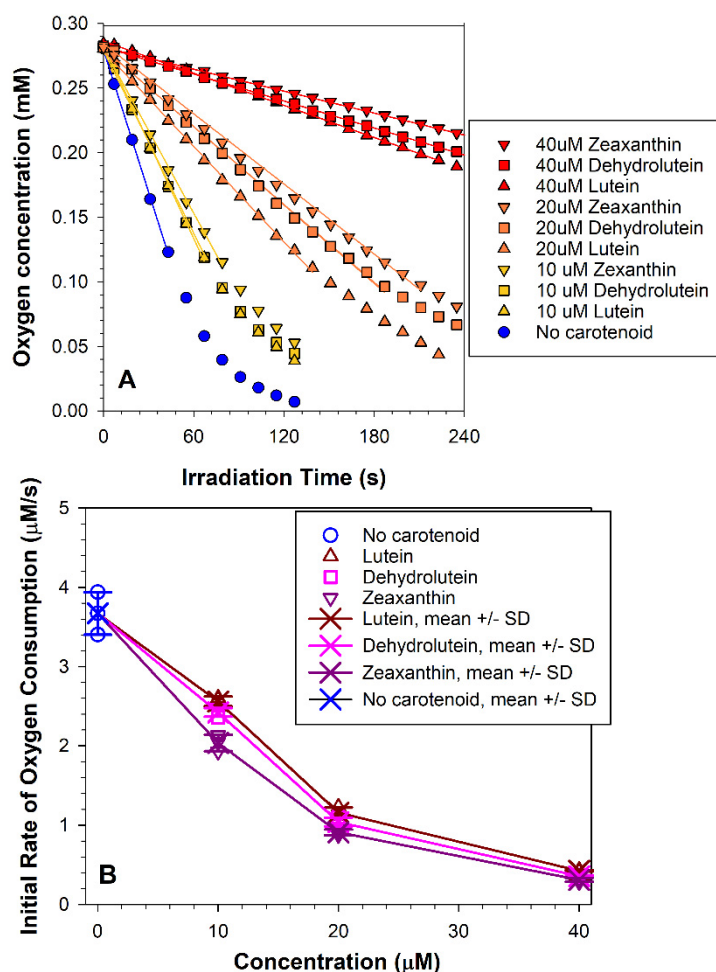 0.30
0.25
0.20
0.15
0.10
0.05
0.00
Oxygen concentration (mM)
A
0 60 120 180 240
Irradiation Time (s)
40uM Zeaxanthin
40uM Dehydrolutein
40uM Lutein
20uM Zeaxanthin
20uM Dehydrolutein
20uM Lutein
10 uM Zexanthin
10 uM Dehydrolutein
10 uM Lutein
No carotenoid
5
4
3
2
1
0
Initial Rate of Oxygen Consumption (μM/s)
No carotenoid
Lutein
Dehydrolutein
Zeaxanthin
Lutein, mean +/- SD
Dehydrolutein, mean +/- SD
Zeaxanthin, mean +/- SD
No carotenoid, mean +/- SD
B
0 10 20 30 40
Concentration (μM)